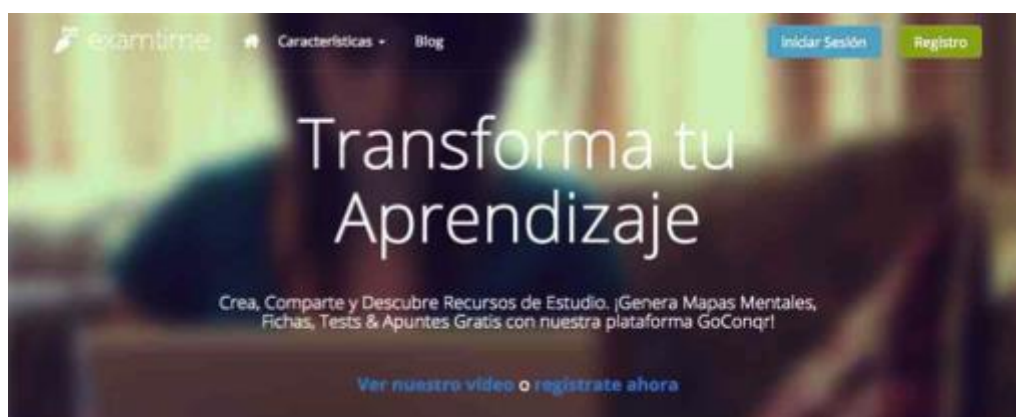 examtime Características Blog Iniciar Sesión Registro
Transforma tu
Aprendizaje
Crea, Comparte y Descubre Recursos de Estudio. ¡Genera Mapas Mentales,
Fichas, Tests & Apuntes Gratis con nuestra plataforma GoConqr!
Ver nuestro vídeo o regístrate ahora